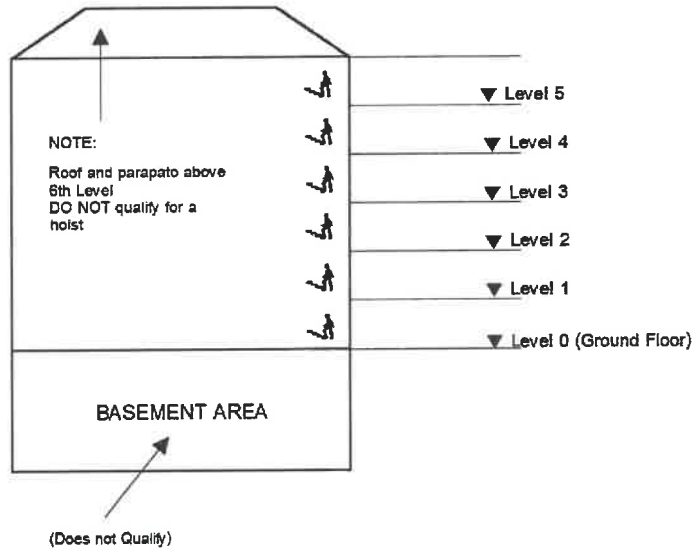 Level 5
NOTE:
Level 4
Roof and parapato above
6th Level
DO NOT qualify for a
hoist
Level 3
Level 2
Level 1
Level 0 (Ground Floor)
BASEMENT AREA
(Does not Qualify)